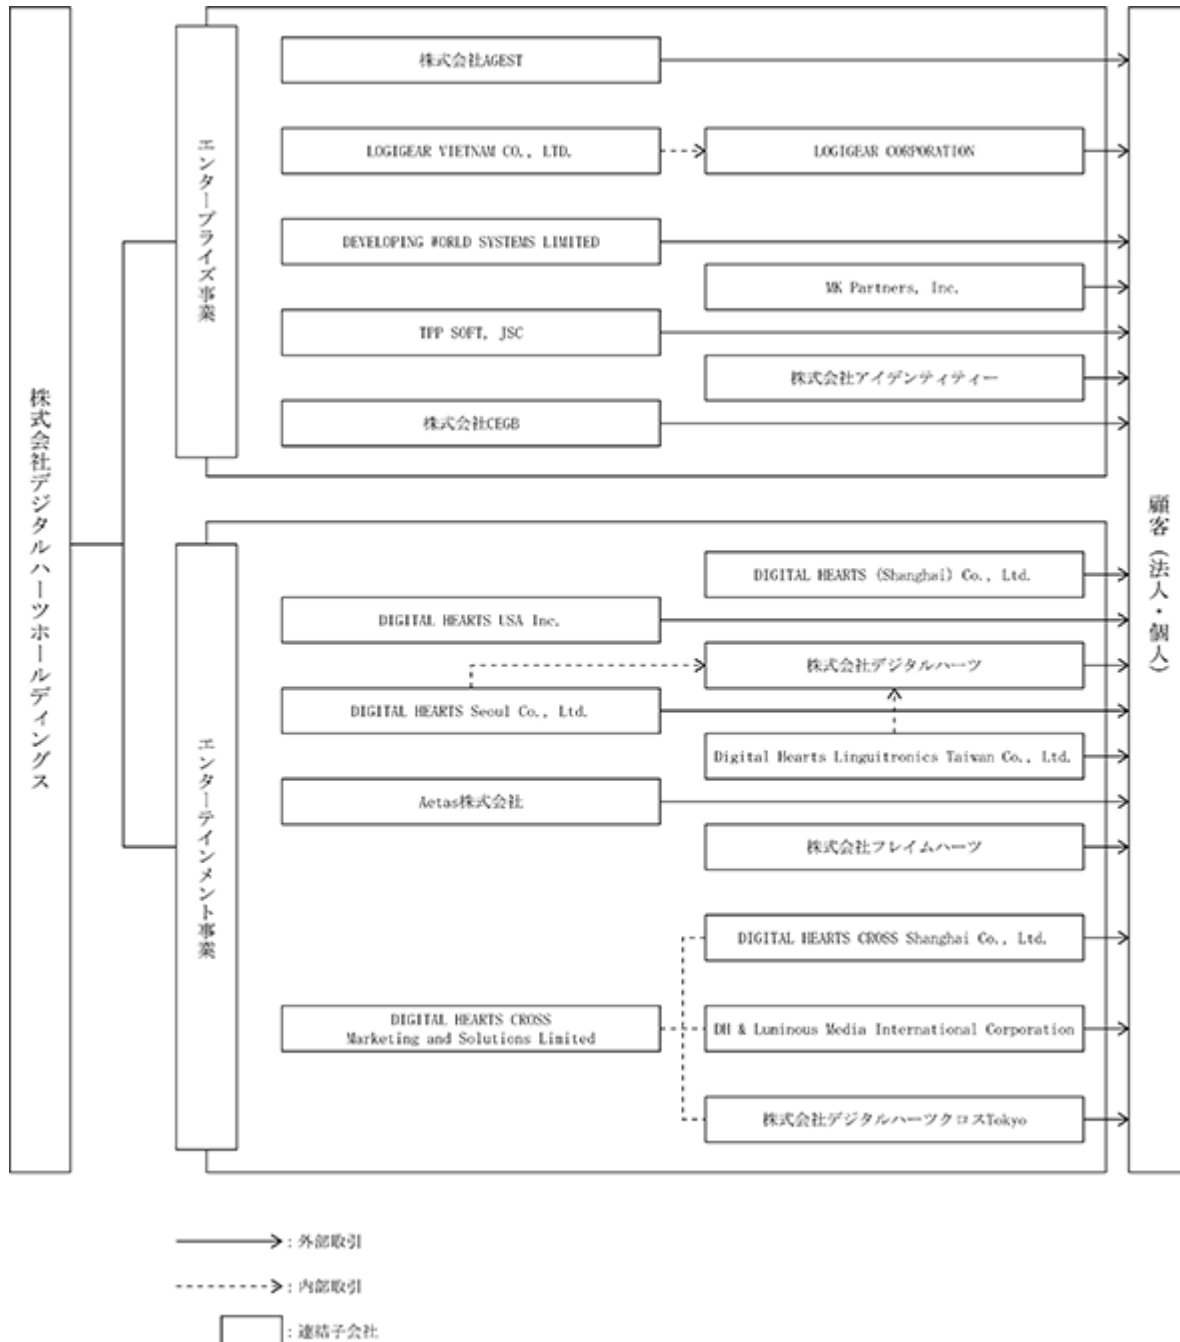 株式会社デジタルハーツホールディングス
エンタープライズ事業
株式会社AGEST
LOGIGEAR VIETNAM CO., LTD.
LOGIGEAR CORPORATION
DEVELOPING WORLD SYSTEMS LIMITED
MK Partners, Inc.
TPP SOFT, JSC
株式会社アイデンティティー
株式会社CEGB
エンターテインメント事業
DIGITAL HEARTS (Shanghai) Co., Ltd.
DIGITAL HEARTS USA Inc.
株式会社デジタルハーツ
DIGITAL HEARTS Seoul Co., Ltd.
Digital Hearts Linguitronics Taiwan Co., Ltd.
Aetas株式会社
株式会社フレイムハーツ
DIGITAL HEARTS CROSS Shanghai Co., Ltd.
DIGITAL HEARTS CROSS
Marketing and Solutions Limited
DH & Luminous Media International Corporation
株式会社デジタルハーツクロスTokyo
顧客（法人・個人）
：外部取引
：内部取引
：連結子会社